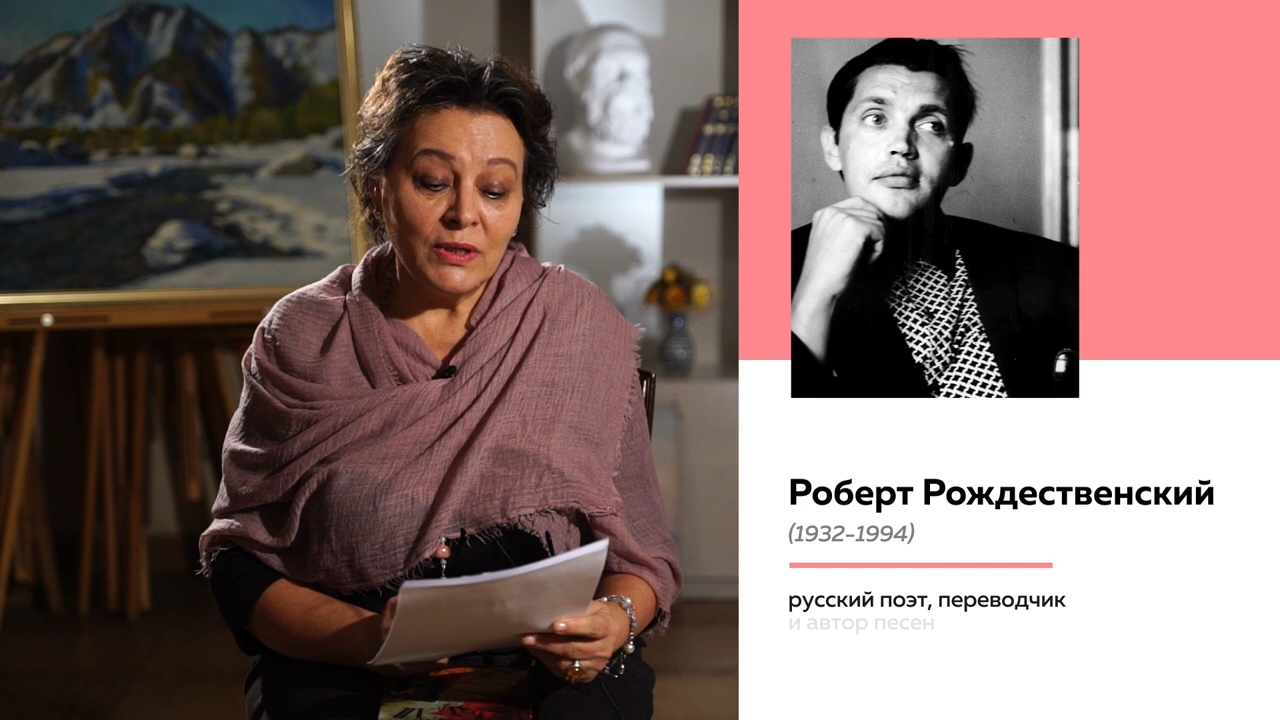 Роберт Рождественский
(1932-1994)
русский поэт, переводчик
и автор песен